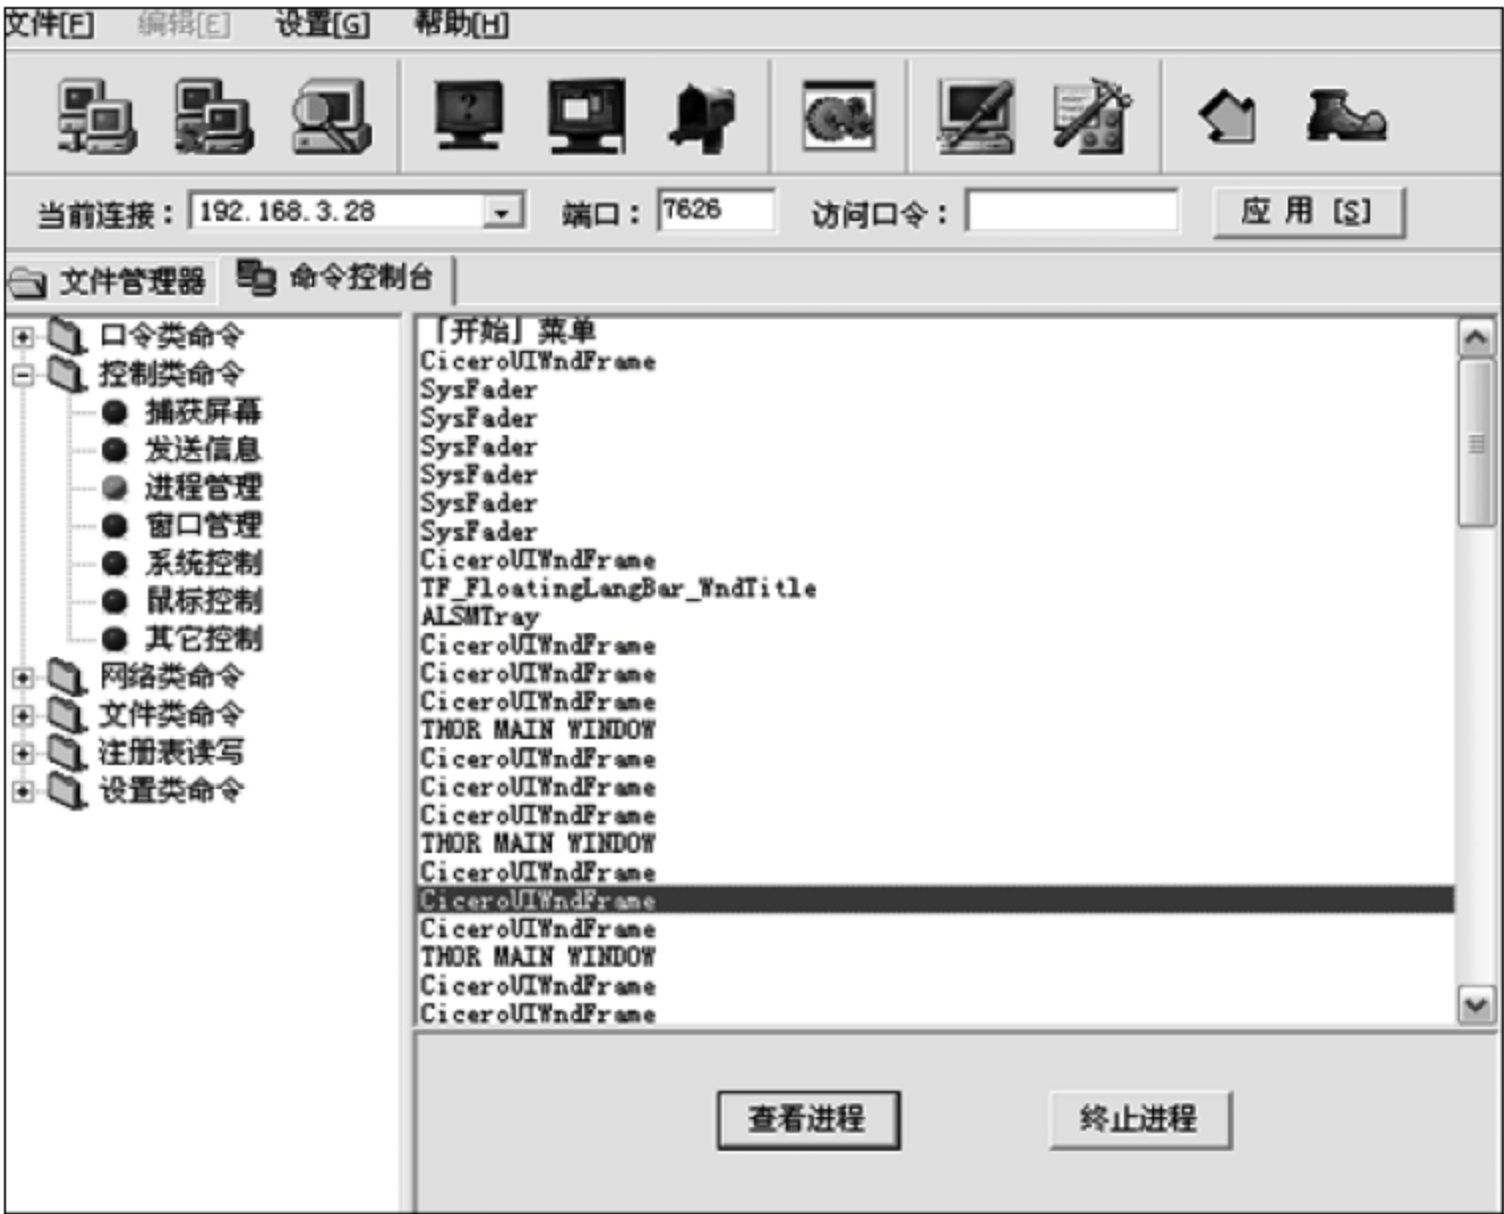 文件[F] 编辑[E] 设置[G] 帮助[H]
?
当前连接： 192.168.3.28 端口： 7626 访问口令： 应 用 [S]
文件管理器 命令控制台
口令类命令
控制类命令
捕获屏幕
发送信息
进程管理
窗口管理
系统控制
鼠标控制
其它控制
网络类命令
文件类命令
注册表读写
设置类命令
「开始」菜单
CiceroUIWndFrame
SysFader
SysFader
SysFader
SysFader
SysFader
SysFader
CiceroUIWndFrame
TF_FloatingLangBar_WndTitle
ALSMTray
CiceroUIWndFrame
CiceroUIWndFrame
CiceroUIWndFrame
THOR MAIN WINDOW
CiceroUIWndFrame
CiceroUIWndFrame
CiceroUIWndFrame
THOR MAIN WINDOW
CiceroUIWndFrame
CiceroUIWndFrame
CiceroUIWndFrame
THOR MAIN WINDOW
CiceroUIWndFrame
CiceroUIWndFrame
查看进程 终止进程